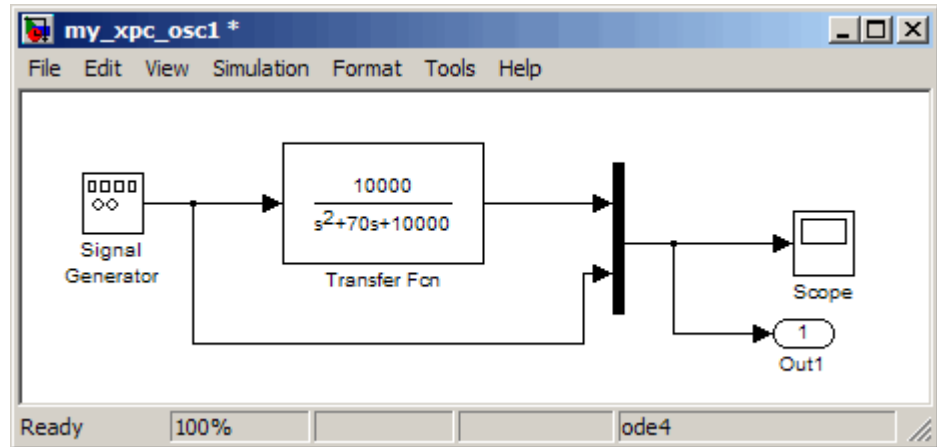 my_xpc_osc1 *
File Edit View Simulation Format Tools Help
10000
s2+70s+10000
Signal
Generator
Transfer Fcn
Scope
1
Out1
Ready 100% ode4